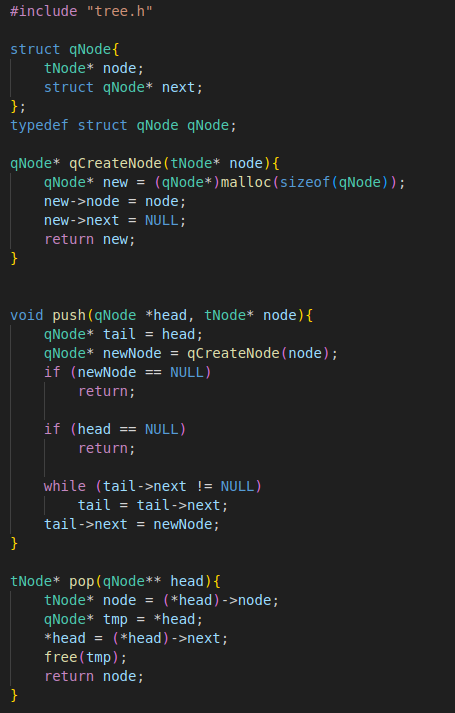 #include "tree.h"
struct qNode{
    tNode* node;
    struct qNode* next;
};
typedef struct qNode qNode;
qNode* qCreateNode(tNode* node){
    qNode* new = (qNode*)malloc(sizeof(qNode));
    new->node = node;
    new->next = NULL;
    return new;
}
void push(qNode *head, tNode* node){
    qNode* tail = head;
    qNode* newNode = qCreateNode(node);
    if (newNode == NULL)
        return;
    if (head == NULL)
        return;
    while (tail->next != NULL)
        tail = tail->next;
    tail->next = newNode;
}
tNode* pop(qNode** head){
    tNode* node = (*head)->node;
    qNode* tmp = *head;
    *head = (*head)->next;
    free(tmp);
    return node;
}